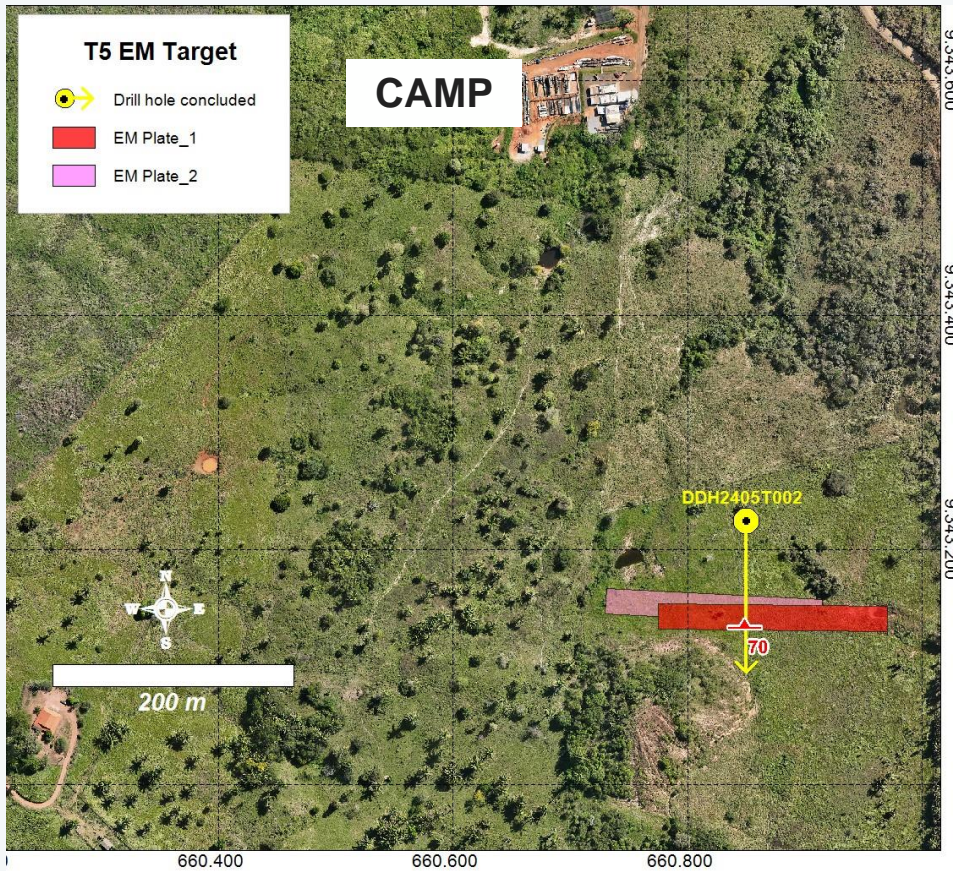 T5 EM Target
Drill hole concluded
EM Plate_1
EM Plate_2
CAMP
9.343.600
9.343.400
DDH2405T002
9.343.200
N
W E
S
70
200 m
660.400 660.600 660.800